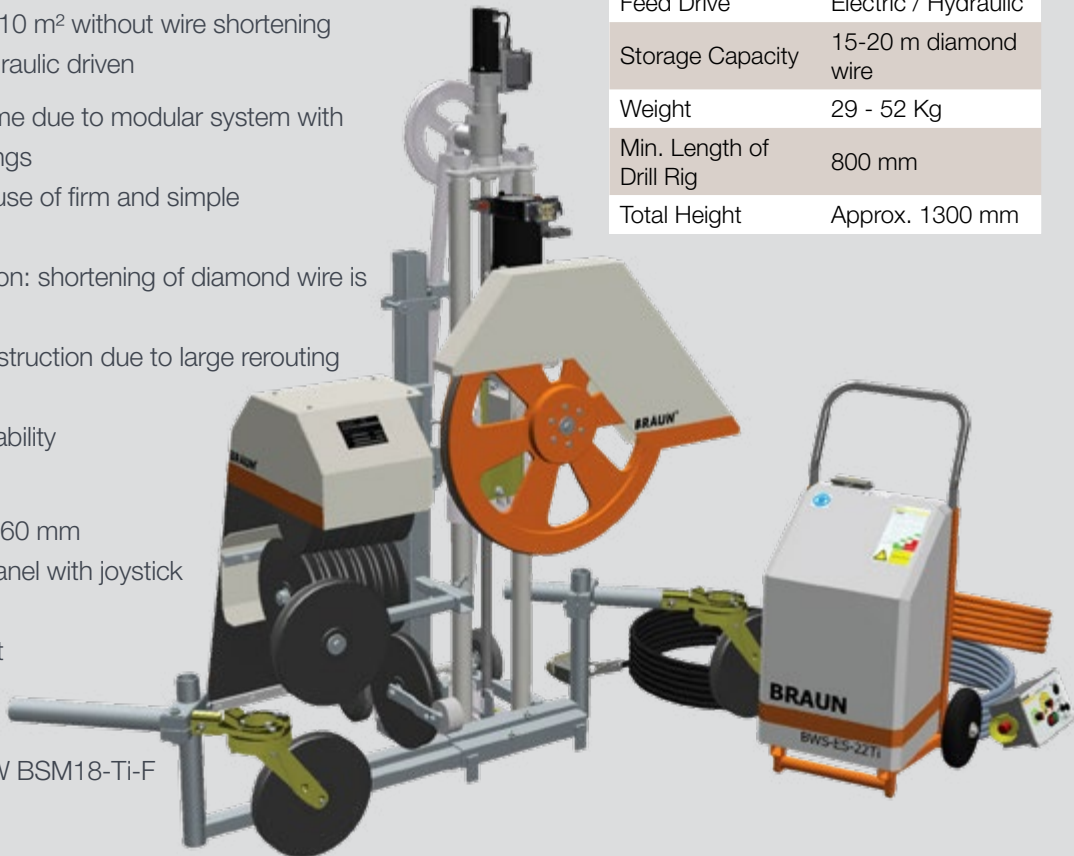 10 m² without wire shortening
raulic driven
me due to modular system with
ngs
use of firm and simple
on: shortening of diamond wire is
struction due to large rerouting
ability
60 mm
anel with joystick
t
W BSM18-Ti-F
Feed Drive Electric / Hydraulic
Storage Capacity 15-20 m diamond
wire
Weight 29 - 52 Kg
Min. Length of
Drill Rig 800 mm
Total Height Approx. 1300 mm
BRAUN
BRAUN
BRAUN
BWS-ES-22Ti